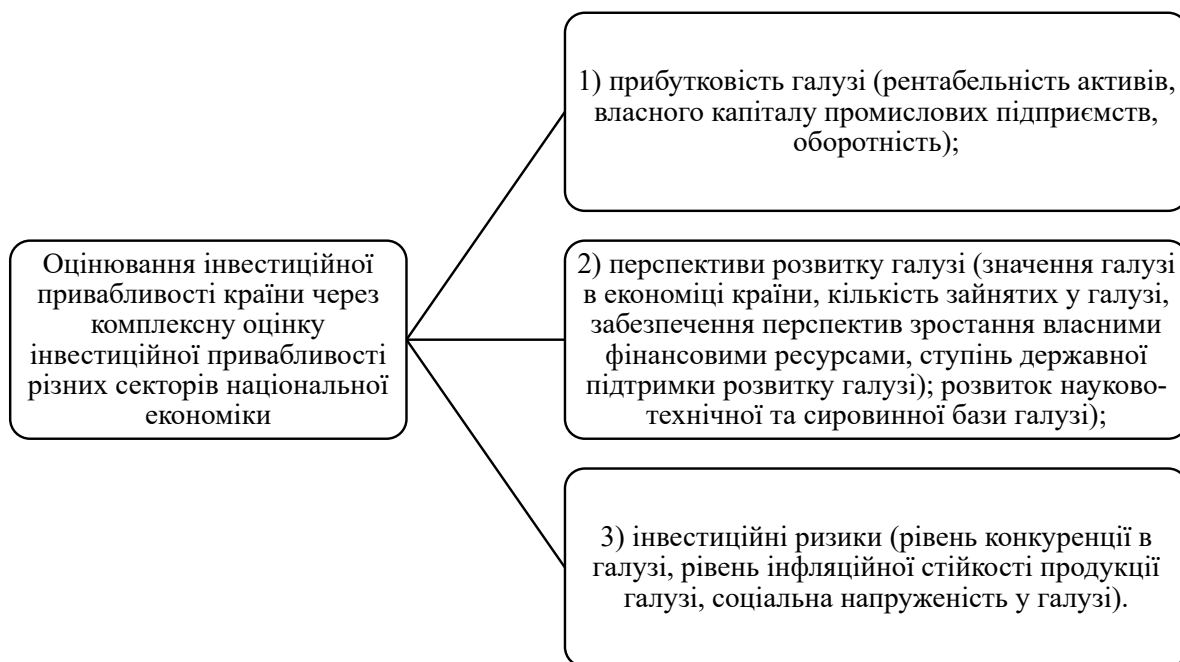 Оцінювання інвестиційної
привабливості країни через
комплексну оцінку
інвестиційної привабливості
різних секторів національної
економіки
1) прибутковість галузі (рентабельність активів,
власного капіталу промислових підприємств,
оборотність);
2) перспективи розвитку галузі (значення галузі
в економіці країни, кількість зайнятих у галузі,
забезпечення перспектив зростання власними
фінансовими ресурсами, ступінь державної
підтримки розвитку галузі); розвиток науково-
технічної та сировинної бази галузі);
3) інвестиційні ризики (рівень конкуренції в
галузі, рівень інфляційної стійкості продукції
галузі, соціальна напруженість у галузі).